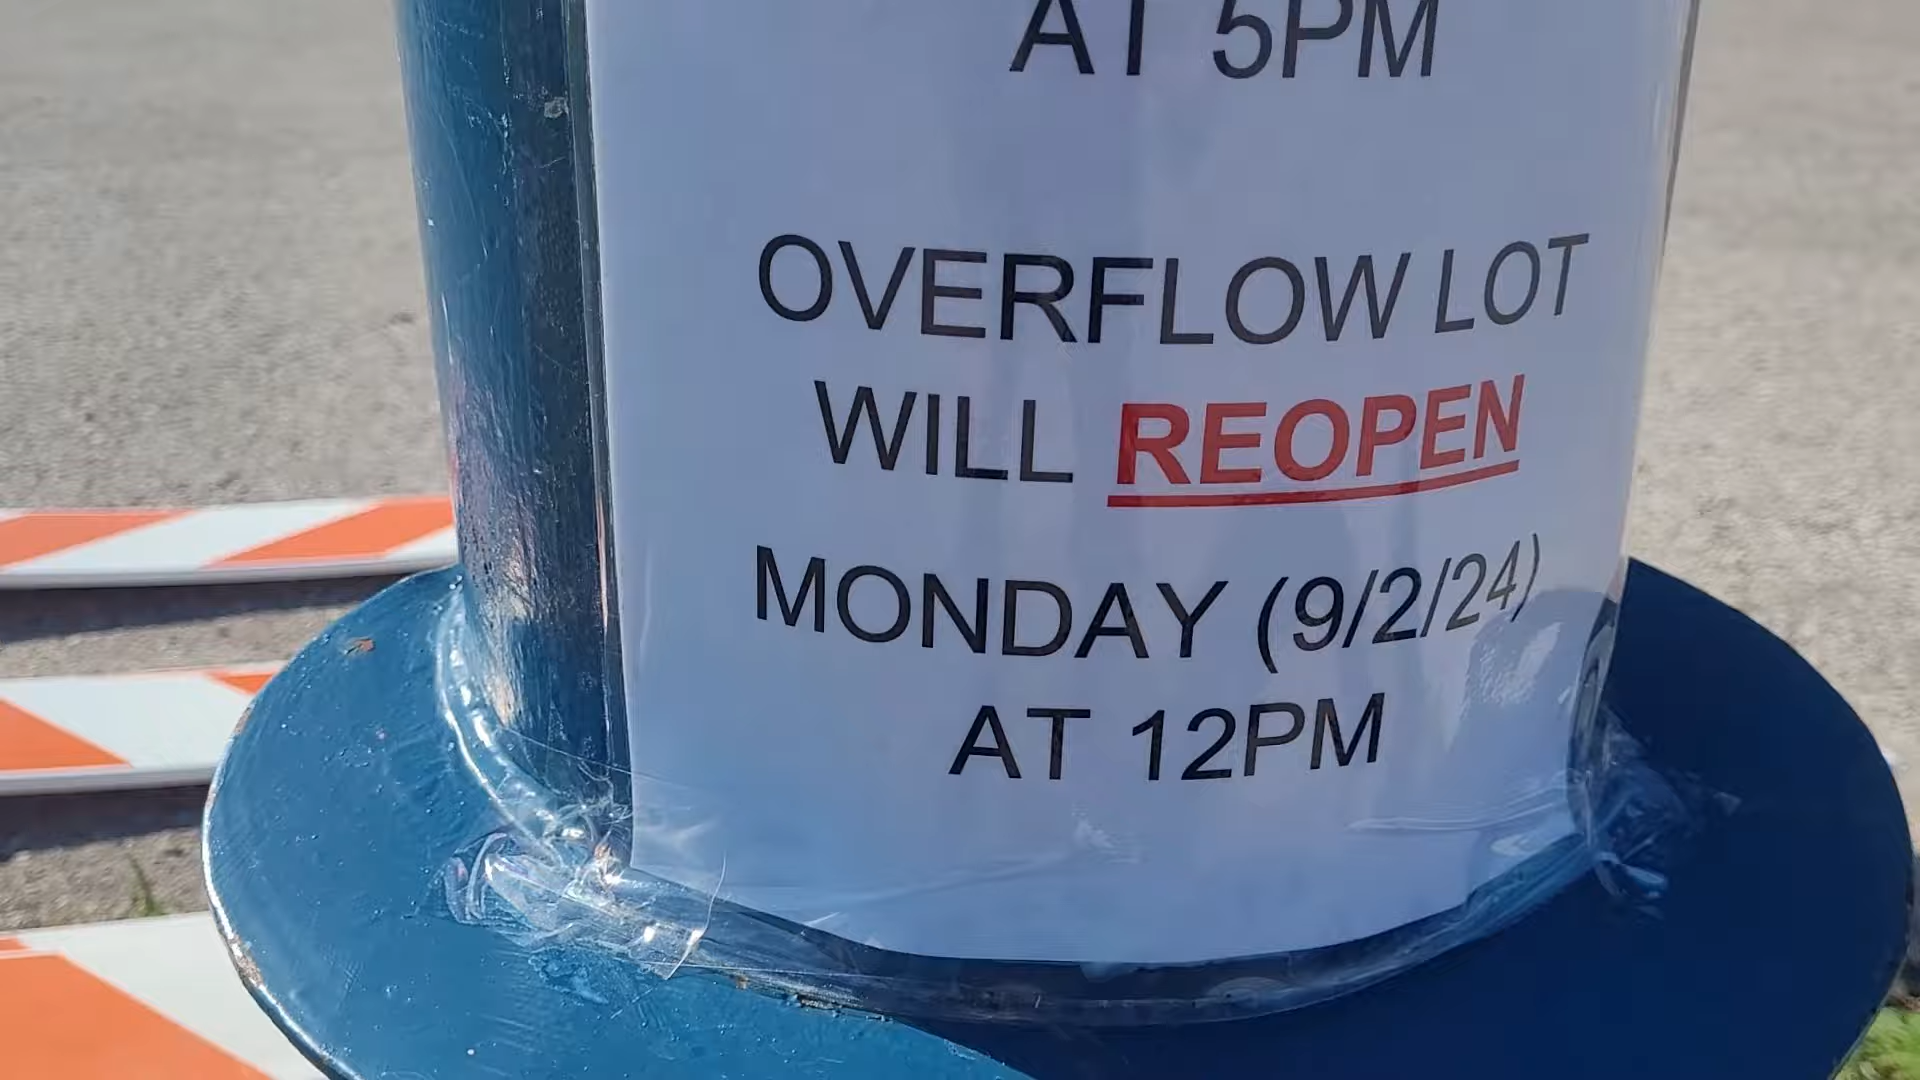 AT 5PM
OVERFLOW LOT
WILL REOPEN
MONDAY (9/2/24)
AT 12PM